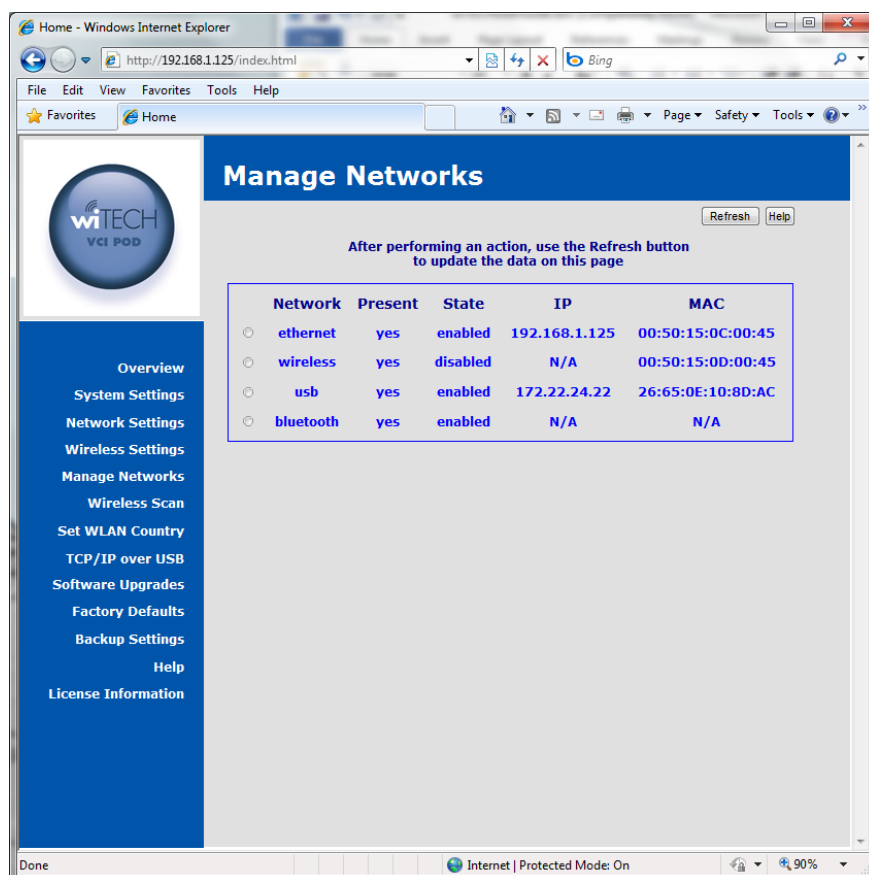 Home - Windows Internet Explorer
http://192.168.1.125/index.html
Bing
File Edit View Favorites Tools Help
Favorites Home Page Safety Tools
wiTECH
VCI POD
Manage Networks
Refresh Help
After performing an action, use the Refresh button
to update the data on this page
Network Present State IP MAC
ethernet yes enabled 192.168.1.125 00:50:15:0C:00:45
wireless yes disabled N/A 00:50:15:0D:00:45
usb yes enabled 172.22.24.22 26:65:0E:10:8D:AC
bluetooth yes enabled N/A N/A
Overview
System Settings
Network Settings
Wireless Settings
Manage Networks
Wireless Scan
Set WLAN Country
TCP/IP over USB
Software Upgrades
Factory Defaults
Backup Settings
Help
License Information
Done Internet | Protected Mode: On 90%